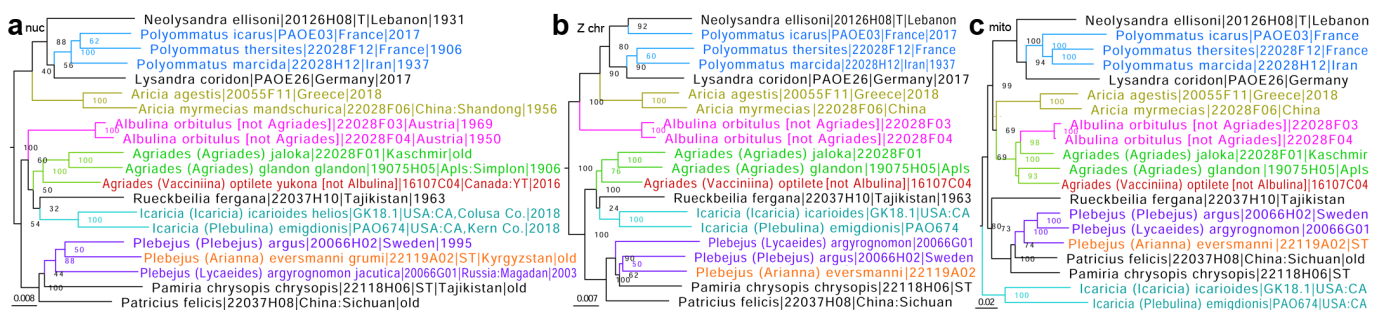 a nuc
Neolysandra ellisoni|20126H08|T|Lebanon|1931
Polyommatus icarus|PAOE03|France|2017
Polyommatus thersites|22028F12|France|1906
Polyommatus marcida|22028H12|Iran|1937
Lysandra coridon|PAOE26|Germany|2017
Aricia agestis|20055F11|Greece|2018
Aricia myrmecias mandschurica|22028F06|China:Shandong|1956
Albulina orbitulus [not Agriades]|22028F03|Austria|1969
Albulina orbitulus [not Agriades]|22028F04|Austria|1950
Agriades (Agriades) jaloka|22028F01|Kaschmir|old
Agriades (Agriades) glandon glandon|19075H05|Apls:Simplon|1906
Agriades (Vacciniina) optilete yukona [not Albulina]|16107C04|Canada:YT|2016
Rueckbeilia fergana|22037H10|Tajikistan|1963
Icaricia (Icaricia) icarioides helios|GK18.1|USA:CA,Colusa Co.|2018
Icaricia (Plebulina) emigdionis|PAO674|USA:CA,Kern Co.|2018
Plebejus (Plebejus) argus|20066H02|Sweden|1995
Plebejus (Arianna) eversmanni grumi|22119A02|ST|Kyrgyzstan|old
Plebejus (Lycaeides) argyrognomon jacutica|20066G01|Russia:Magadan|2003
Pamiria chrysopis chrysopis|22118H06|ST|Tajikistan|old
Patricius felicis|22037H08|China:Sichuan|old
88
62
100
56
40
100
100
100
60
100
50
32
100
54
50
88
44
100
0.008
b Z chr
Neolysandra ellisoni|20126H08|T|Lebanon
Polyommatus icarus|PAOE03|France|2017
Polyommatus thersites|22028F12|France|1906
Polyommatus marcida|22028H12|Iran|1937
Lysandra coridon|PAOE26|Germany|2017
Aricia agestis|20055F11|Greece|2018
Aricia myrmecias|22028F06|China
Albulina orbitulus [not Agriades]|22028F03
Albulina orbitulus [not Agriades]|22028F04
Agriades (Agriades) jaloka|22028F01
Agriades (Agriades) glandon|19075H05|Apls
Agriades (Vacciniina) optilete [not Albulina]|16107C04
Rueckbeilia fergana|22037H10|Tajikistan|1963
Icaricia (Icaricia) icarioides|GK18.1|USA:CA
Icaricia (Plebulina) emigdionis|PAO674
Plebejus (Lycaeides) argyrognomon|20066G01
Plebejus (Plebejus) argus|20066H02|Sweden
Plebejus (Arianna) eversmanni|22119A02
Pamiria chrysopis chrysopis|22118H06|ST
Patricius felicis|22037H08|China:Sichuan
92
80
60
90
90
100
100
100
100
76
24
100
100
90
50
62
100
0.007
c mito
Neolysandra ellisoni|20126H08|T|Lebanon
Polyommatus icarus|PAOE03|France
Polyommatus thersites|22028F12|France
Polyommatus marcida|22028H12|Iran
Lysandra coridon|PAOE26|Germany
Aricia agestis|20055F11|Greece|2018
Aricia myrmecias|22028F06|China
Albulina orbitulus [not Agriades]|22028F03
Albulina orbitulus [not Agriades]|22028F04
Agriades (Agriades) jaloka|22028F01|Kaschmir
Agriades (Agriades) glandon|19075H05|Apls
Agriades (Vacciniina) optilete [not Albulina]|16107C04
Rueckbeilia fergana|22037H10|Tajikistan
Plebejus (Plebejus) argus|20066H02|Sweden
Plebejus (Lycaeides) argyrognomon|20066G01
Plebejus (Arianna) eversmanni|22119A02|ST
Patricius felicis|22037H08|China:Sichuan
Pamiria chrysopis chrysopis|22118H06|ST
Icaricia (Icaricia) icarioides|GK18.1|USA:CA
Icaricia (Plebulina) emigdionis|PAO674|USA:CA
100
100
100
94
99
100
69
100
98
69
100
93
100
80
73
100
74
100
0.02